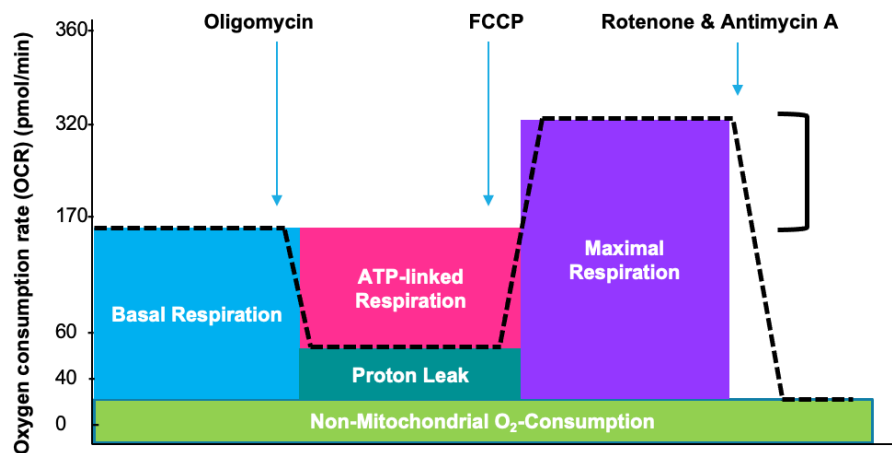 Oligomycin
FCCP
Rotenone & Antimycin A
Oxygen consumption rate (OCR) (pmol/min)
360
320
170
60
40
0
Basal Respiration
ATP-linked
Respiration
Proton Leak
Maximal
Respiration
Non-Mitochondrial O₂-Consumption